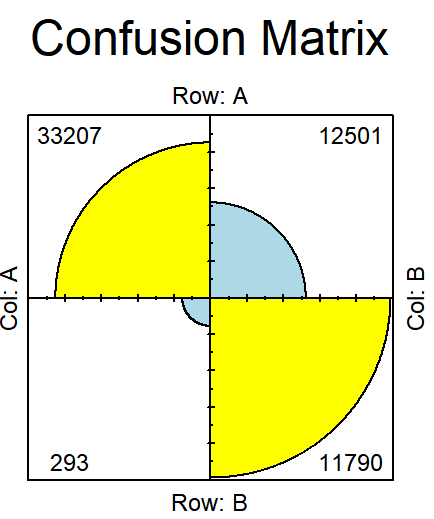 Confusion Matrix
Row: A
33207 12501
Col: A
Col: B
293 11790
Row: B